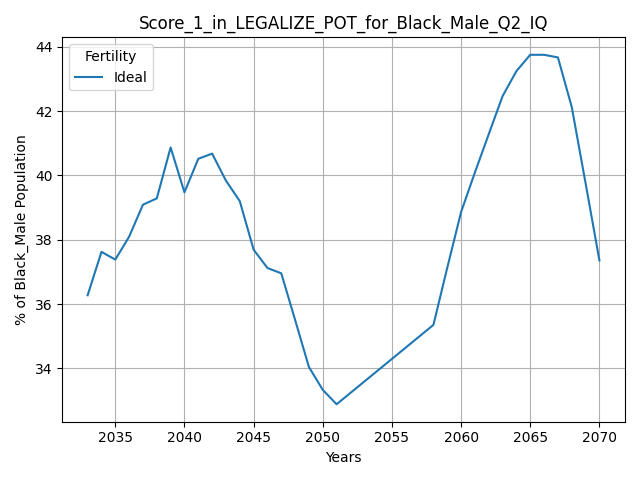 Score_1_in_LEGALIZE_POT_for_Black_Male_Q2_IQ
Fertility
Ideal
% of Black_Male Population
44
42
40
38
36
34
2035 2040 2045 2050 2055 2060 2065 2070
Years